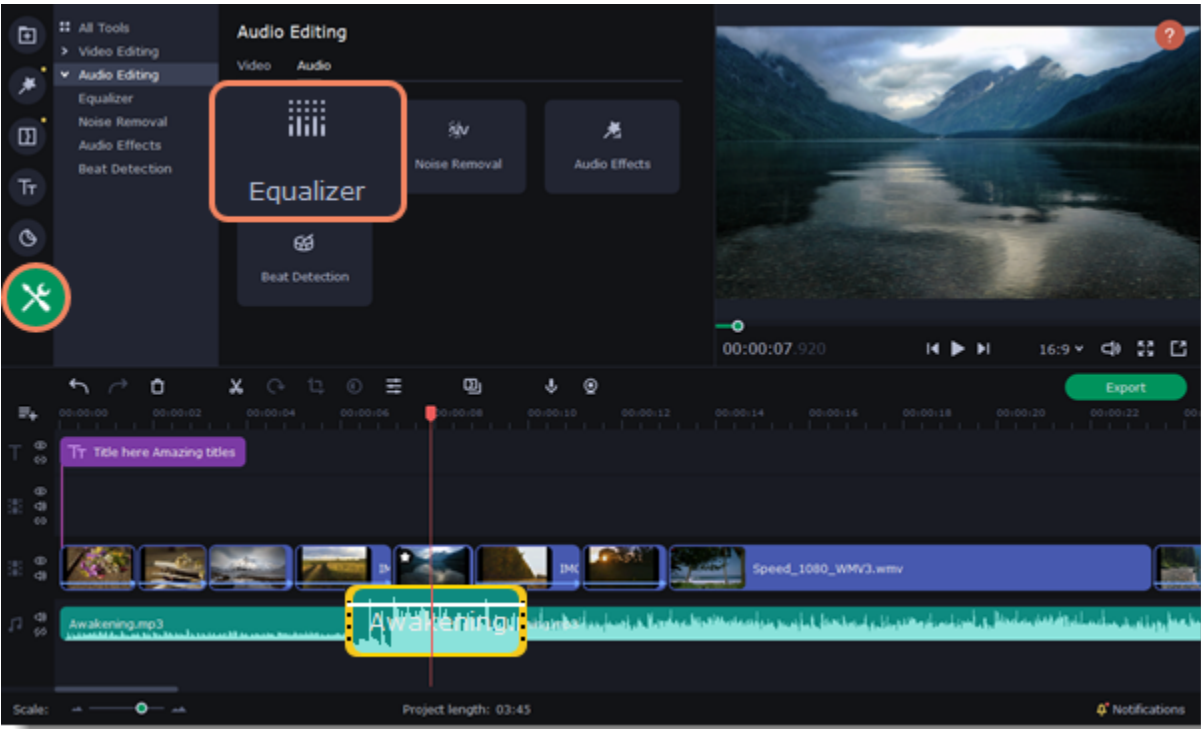 All Tools
Video Editing
Audio Editing
Equalizer
Noise Removal
Audio Effects
Beat Detection
Audio Editing
Video Audio
Equalizer
Noise Removal
Audio Effects
Beat Detection
?
00:00:07.920
16:9
Export
00:00:00 00:00:02 00:00:04 00:00:06 00:00:08 00:00:10 00:00:12 00:00:14 00:00:16 00:00:18 00:00:20 00:00:22
Title here Amazing titles
Speed_1080_WMV3.wmv
Awakening.mp3
Awakening.
Scale:
Project length: 03:45
Notifications